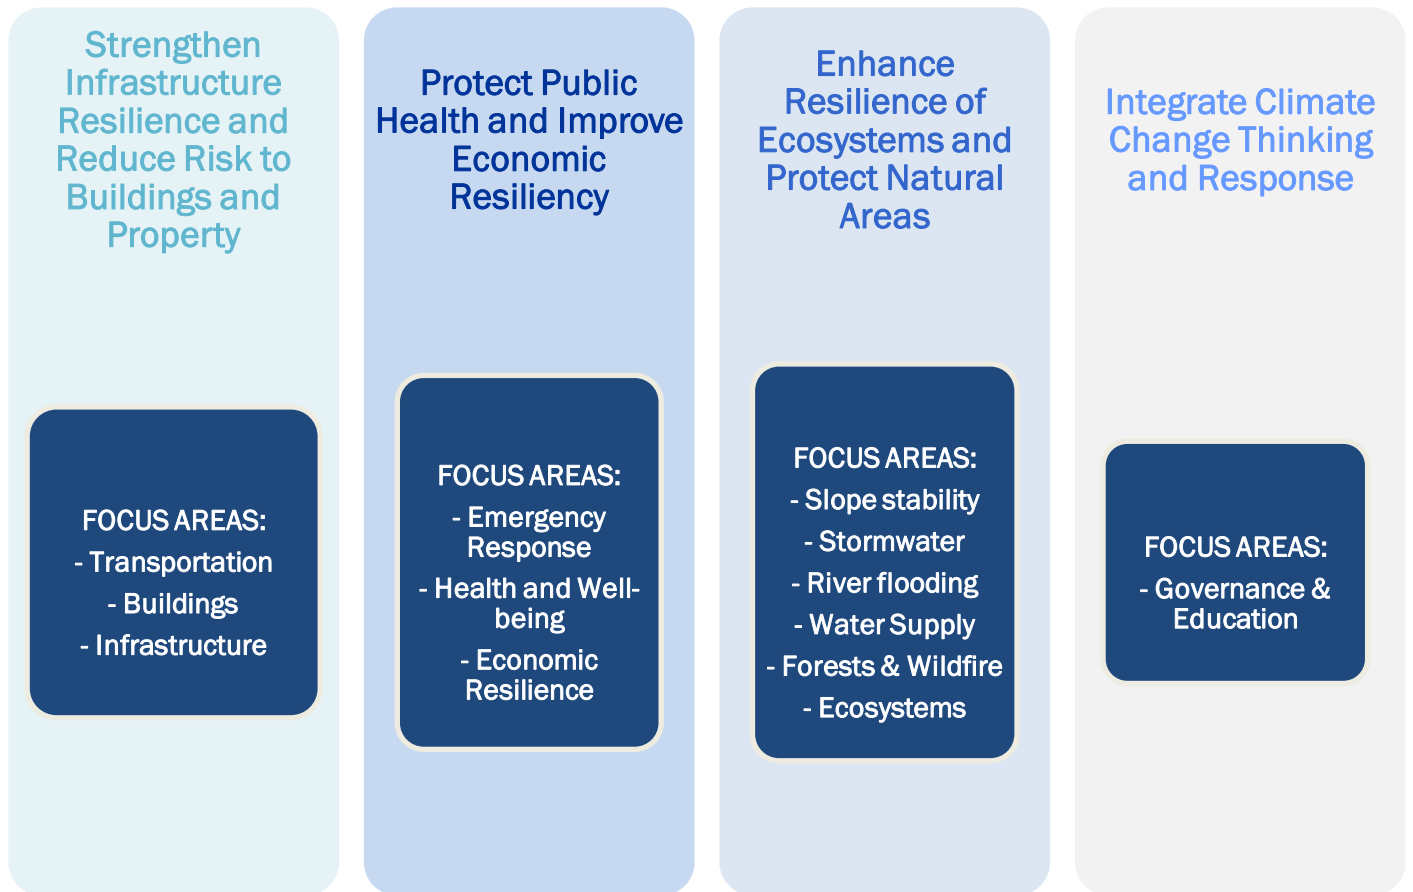 Strengthen
Infrastructure
Resilience and
Reduce Risk to
Buildings and
Property
FOCUS AREAS:
- Transportation
- Buildings
- Infrastructure
Protect Public
Health and Improve
Economic
Resiliency
FOCUS AREAS:
- Emergency
Response
- Health and Well-
being
- Economic
Resilience
Enhance
Resilience of
Ecosystems and
Protect Natural
Areas
FOCUS AREAS:
- Slope stability
- Stormwater
- River flooding
- Water Supply
- Forests & Wildfire
- Ecosystems
Integrate Climate
Change Thinking
and Response
FOCUS AREAS:
- Governance &
Education